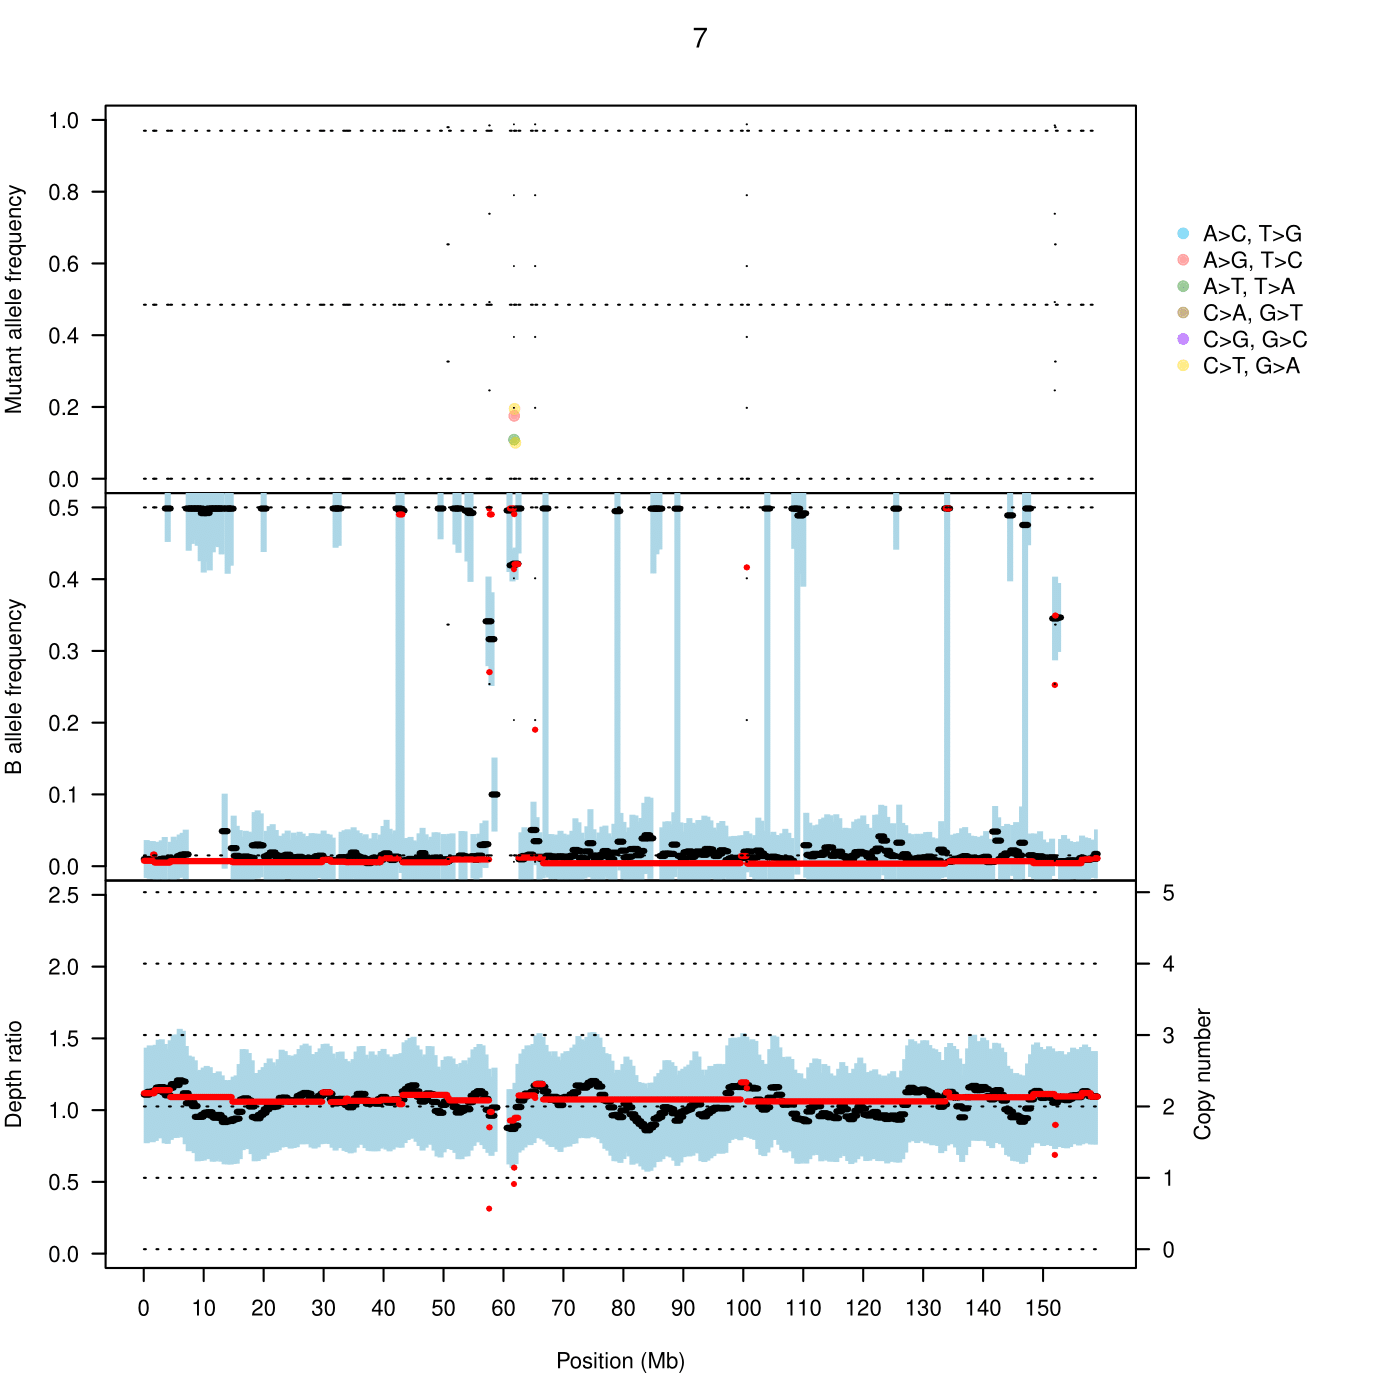 7
Mutant allele frequency
1.0
0.8
0.6
0.4
0.2
0.0
A>C, T>G
A>G, T>C
A>T, T>A
C>A, G>T
C>G, G>C
C>T, G>A
B allele frequency
0.5
0.4
0.3
0.2
0.1
0.0
Depth ratio
2.5
2.0
1.5
1.0
0.5
0.0
5
4
3
2
1
0
Copy number
0 10 20 30 40 50 60 70 80 90 100 110 120 130 140 150
Position (Mb)